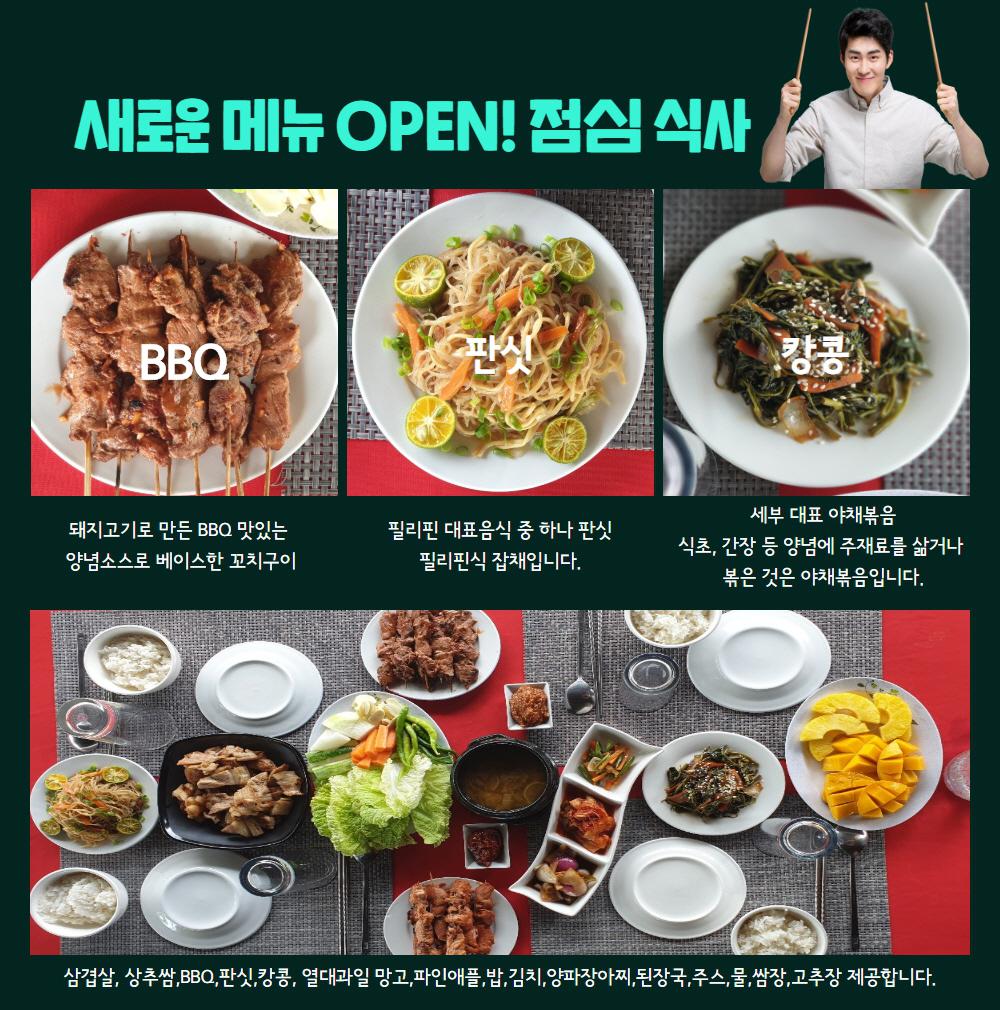 새로운 메뉴 OPEN! 점심 식사
BBQ
판싯
캉콩
돼지고기로 만든 BBQ 맛있는
양념소스로 베이스한 꼬치구이
필리핀 대표음식 중 하나 판싯
필리핀식 잡채입니다.
세부 대표 야채볶음
식초, 간장 등 양념에 주재료를 삶거나
볶은 것은 야채볶음입니다.
삼겹살, 상추쌈,BBQ,판싯,캉콩, 열대과일 망고,파인애플,밥,김치,양파장아찌,된장국,주스,물,쌈장,고추장 제공합니다.